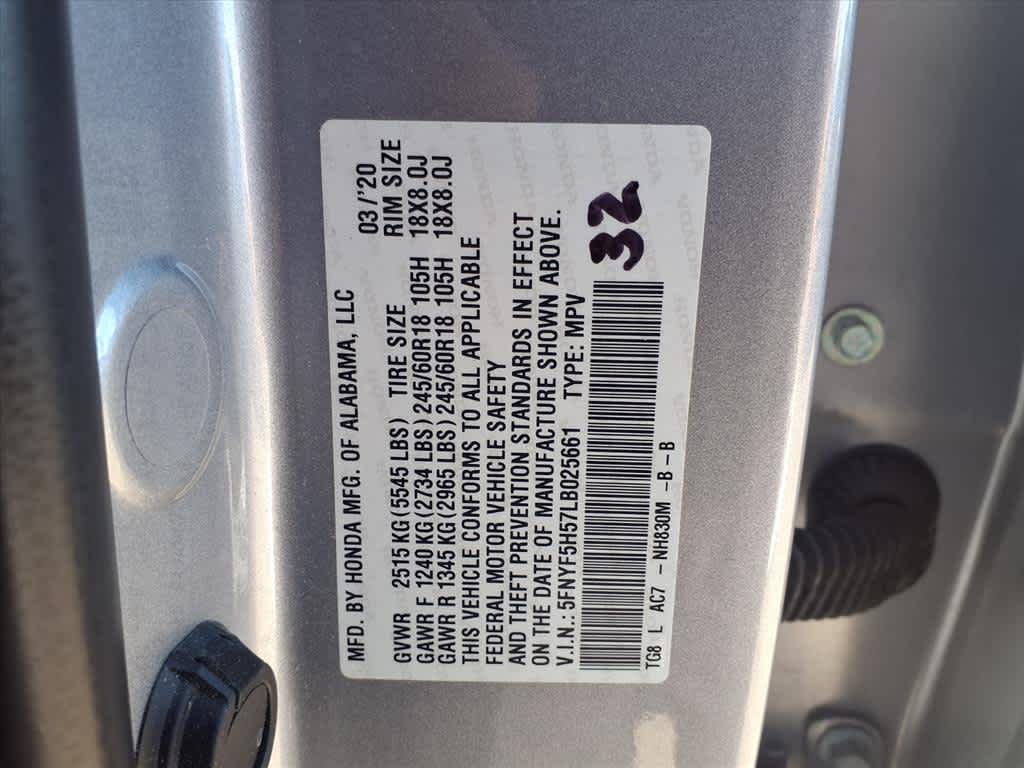 MFD. BY HONDA MFG. OF ALABAMA, LLC 03/'20
GVWR 2515 KG (5545 LBS) TIRE SIZE RIM SIZE
GAWR F 1240 KG (2734 LBS) 245/60R18 105H 18X8.0J
GAWR R 1345 KG (2965 LBS) 245/60R18 105H 18X8.0J
THIS VEHICLE CONFORMS TO ALL APPLICABLE
FEDERAL MOTOR VEHICLE SAFETY
AND THEFT PREVENTION STANDARDS IN EFFECT
ON THE DATE OF MANUFACTURE SHOWN ABOVE.
V.I.N.: 5FNYF5H57LB025661 TYPE: MPV
32
TG8 L AC7 -NH830M -B -B